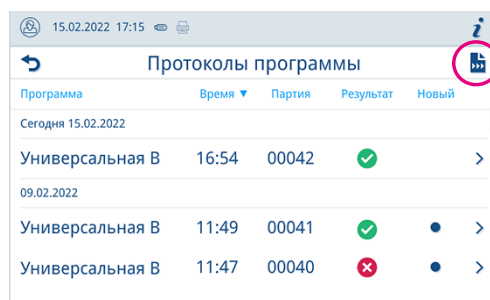 15.02.2022 17:15
Протоколы программы
Программа Время ▼ Партия Результат Новый
Сегодня 15.02.2022
Универсальная B 16:54 00042
09.02.2022
Универсальная B 11:49 00041
Универсальная B 11:47 00040